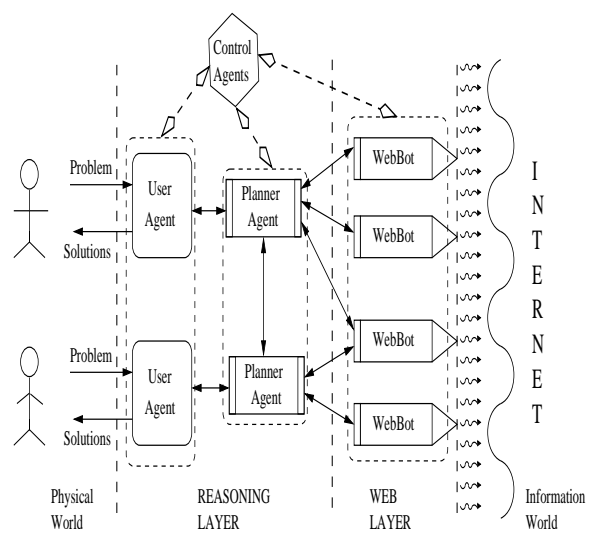 Control
Agents
Problem
User
Agent
Solutions
Planner
Agent
WebBot
WebBot
WebBot
WebBot
Problem
User
Agent
Solutions
Planner
Agent
I
N
T
E
R
N
E
T
Physical
World
REASONING
LAYER
WEB
LAYER
Information
World